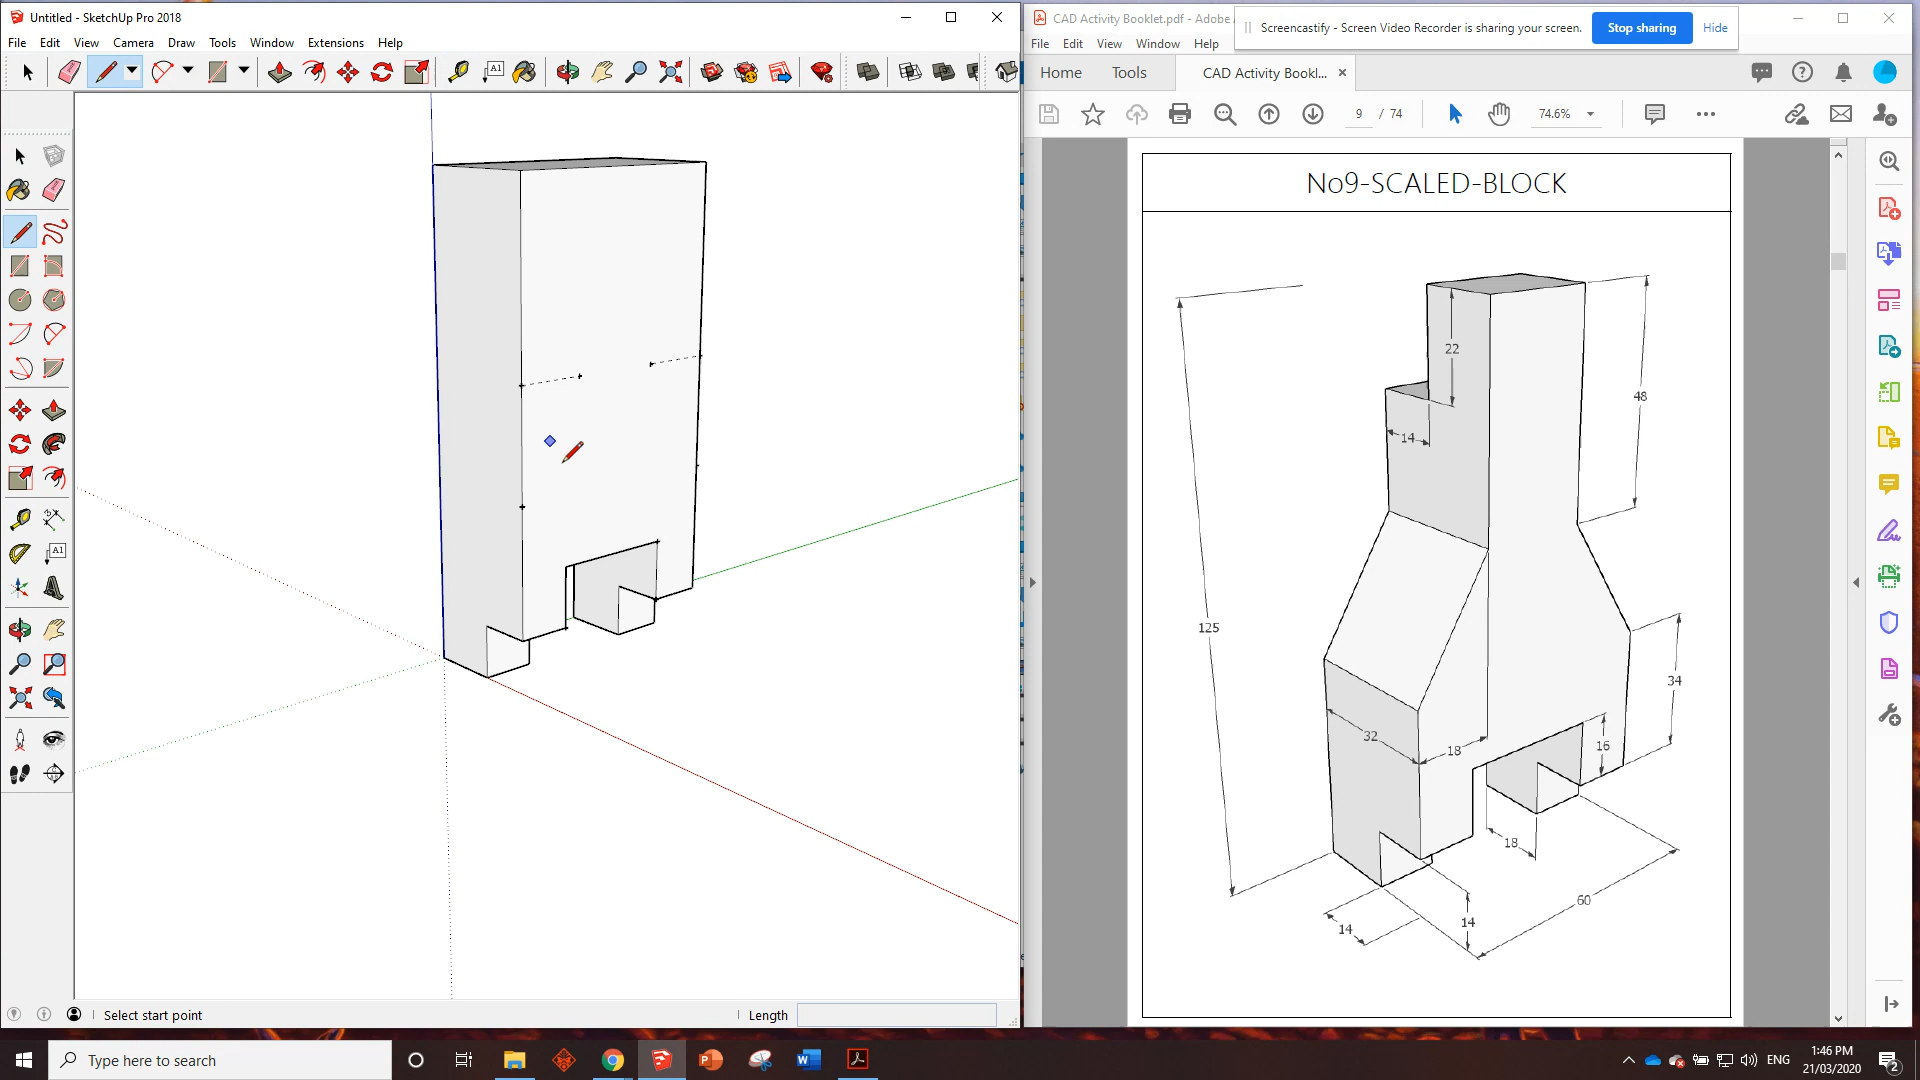 Untitled - SketchUp Pro 2018
File Edit View Camera Draw Tools Window Extensions Help
A1
A1
Select start point
Length
CAD Activity Booklet.pdf - Adobe
Screencastify - Screen Video Recorder is sharing your screen.
Stop sharing
Hide
File Edit View Window Help
Home Tools CAD Activity Bookl...
9 / 74
74.6%
No9-SCALED-BLOCK
22
48
14
125
34
32
18
16
18
60
14
14
Type here to search
ENG
1:46 PM
21/03/2020
2